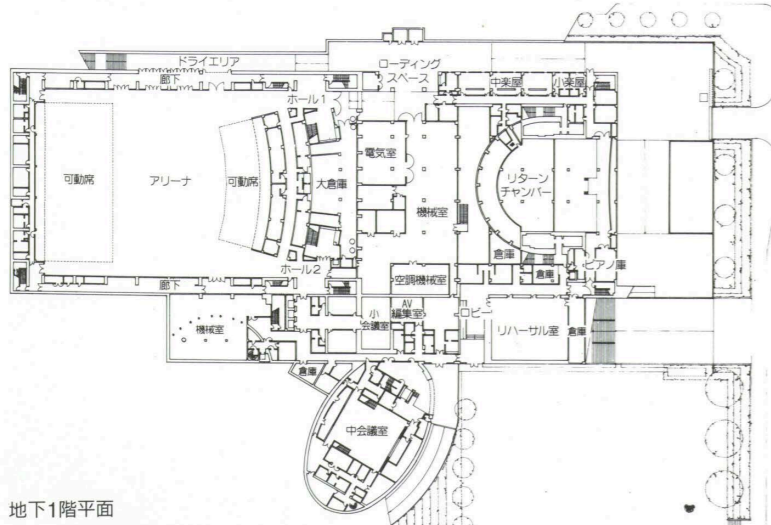 ドライエリア
ローディング
スペース
廊下
中楽屋
小楽屋
ホール1
電気室
可動席
アリーナ
可動席
大倉庫
リターン
チャンバー
機械室
倉庫
ピアノ庫
ホール2
空調機械室
倉庫
廊下
AV
編集室
小
会議室
ロビー
リハーサル室
倉庫
機械室
倉庫
中会議室
地下1階平面